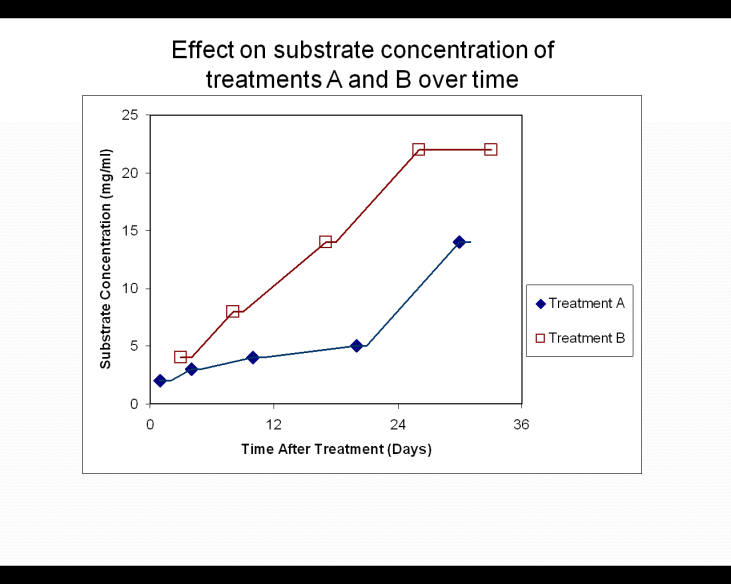 Effect on substrate concentration of
treatments A and B over time
25
20
15
10
5
0
Substrate Concentration (mg/ml)
0 12 24 36
Time After Treatment (Days)
Treatment A
Treatment B